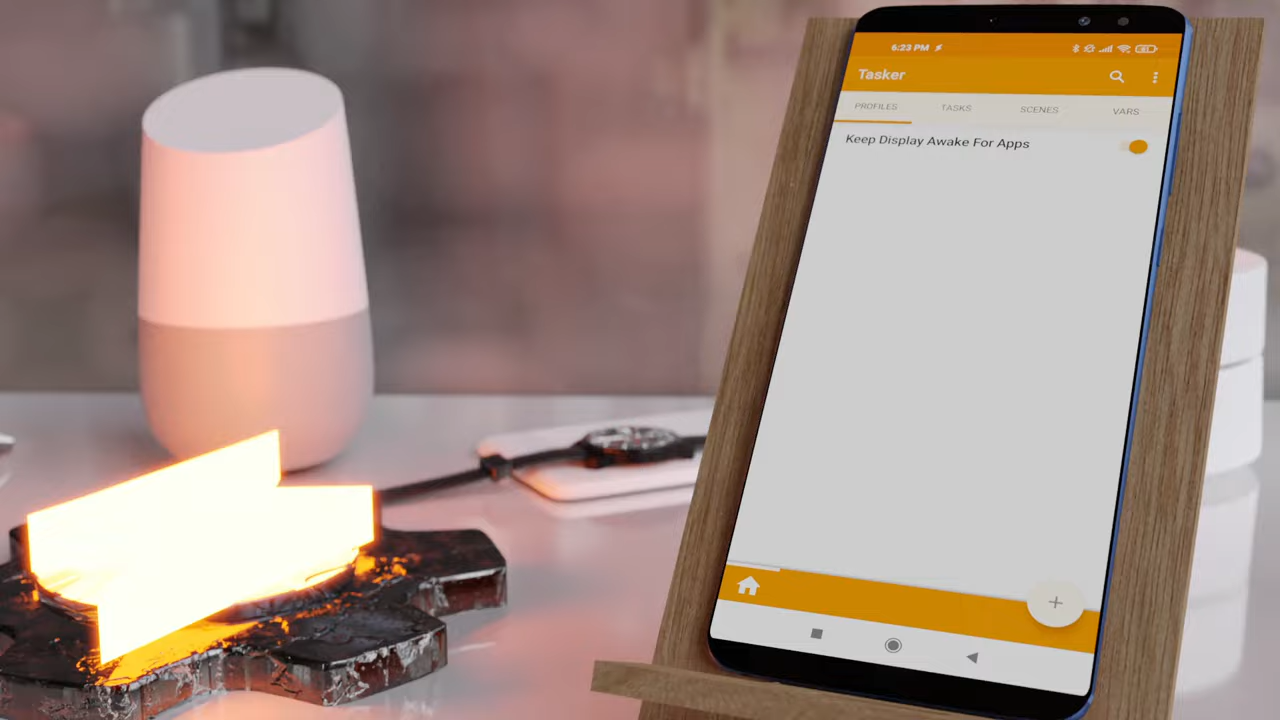 6:23 PM
Tasker
PROFILES TASKS SCENES VARS
Keep Display Awake For Apps